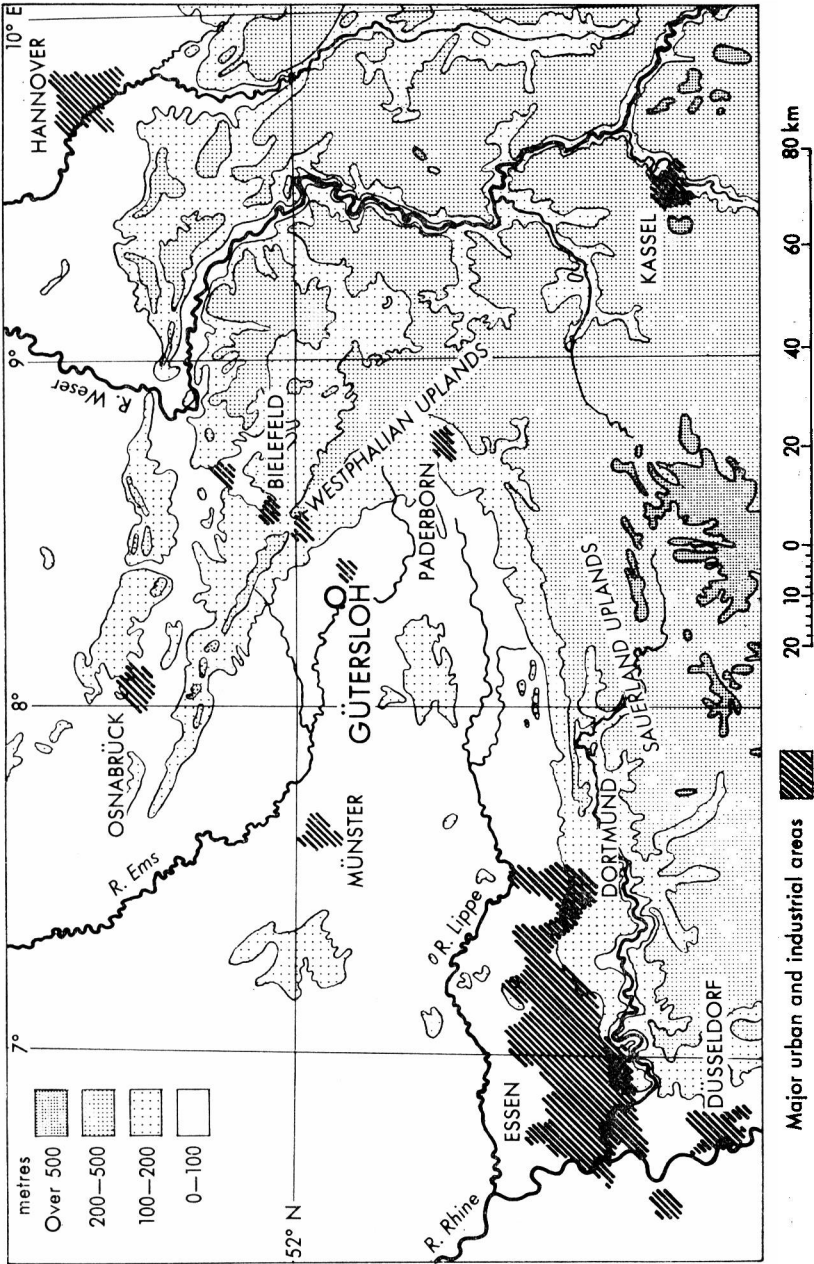 metres
Over 500
200–500
100–200
0–100
7°
8°
9°
10° E
52° N
HANNOVER
R. Weser
OSNABRÜCK
BIELEFELD
WESTPHALIAN UPLANDS
R. Ems
GÜTERSLOH
MÜNSTER
PADERBORN
R. Lippe
KASSEL
SAUERLAND UPLANDS
DORTMUND
ESSEN
R. Rhine
DÜSSELDORF
Major urban and industrial areas
20 10 0 20 40 60 80 km